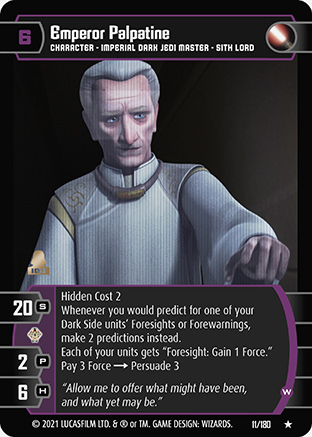 6
Emperor Palpatine
CHARACTER - IMPERIAL DARK JEDI MASTER - SITH LORD
20 S
2 P
6 H
Hidden Cost 2
Whenever you would predict for one of your
Dark Side units' Foresights or Forewarnings,
make 2 predictions instead.
Each of your units gets "Foresight: Gain 1 Force."
Pay 3 Force → Persuade 3
"Allow me to offer what might have been,
and what yet may be."
W
© 2021 LUCASFILM LTD. & ® or TM. GAME DESIGN: WIZARDS. 11/180 ★